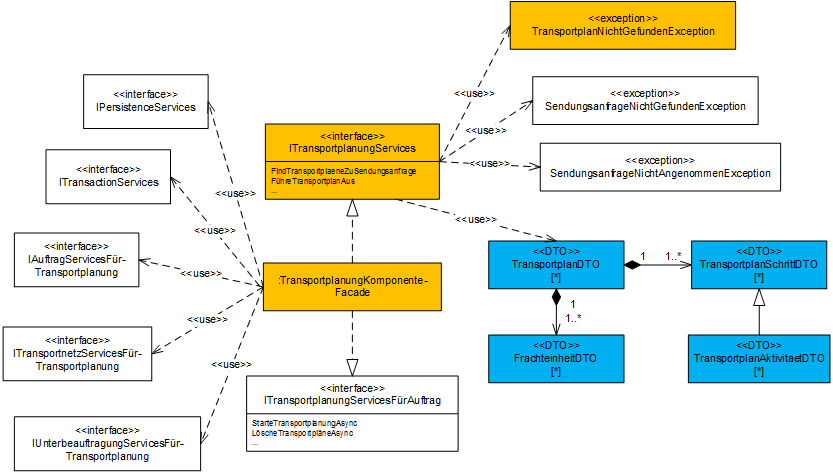 <<exception>>
TransportplanNichtGefundenException
<<use>>
<<exception>>
SendungsanfrageNichtGefundenException
<<use>>
<<exception>>
SendungsanfrageNichtAngenommenException
<<use>>
<<interface>>
IPersistenceServices
<<interface>>
ITransportplanungServices
FindTransportplaeneZuSendungsanfrage
FühreTransportplanAus
...
<<interface>>
ITransactionServices
<<use>>
<<use>>
<<use>>
<<interface>>
IAuftragServicesFür-
Transportplanung
<<use>>
:TransportplanungKomponente-
Facade
<<DTO>>
TransportplanDTO
[*]
1
1..*
<<DTO>>
TransportplanSchrittDTO
[*]
1
1..*
<<use>>
<<interface>>
ITransportnetzServicesFür-
Transportplanung
<<DTO>>
FrachteinheitDTO
[*]
<<DTO>>
TransportplanAktivitaetDTO
[*]
<<use>>
<<interface>>
ITransportplanungServicesFürAuftrag
StarteTransportplanungAsync
LöscheTransportpläneAsync
...
<<interface>>
IUnterbeauftragungServicesFür-
Transportplanung